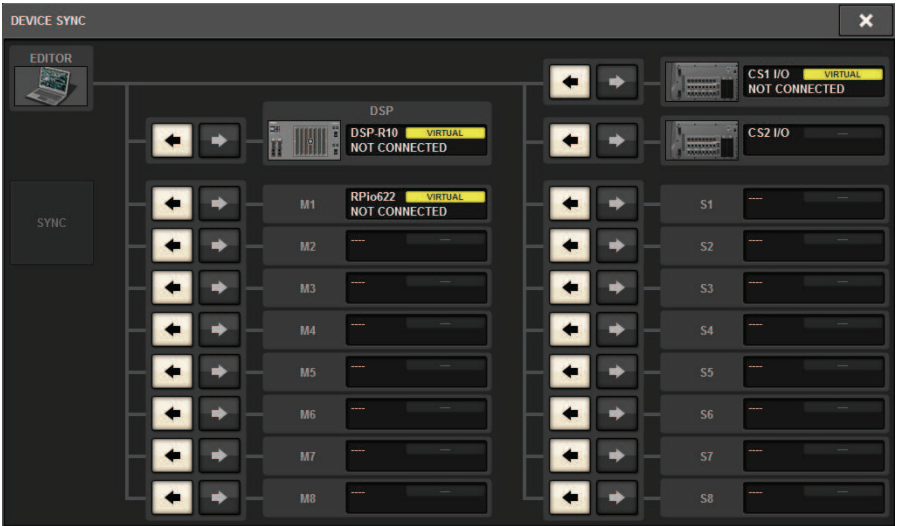 DEVICE SYNC
EDITOR
CS1 I/O VIRTUAL
NOT CONNECTED
DSP
DSP-R10 VIRTUAL
NOT CONNECTED
CS2 I/O ---
SYNC
M1 RPio622 VIRTUAL
NOT CONNECTED
S1 ----
M2 ---- ---
S2 ---- ---
M3 ---- ---
S3 ---- ---
M4 ---- ---
S4 ---- ---
M5 ---- ---
S5 ---- ---
M6 ---- ---
S6 ---- ---
M7 ---- ---
S7 ---- ---
M8 ---- ---
S8 ---- ---